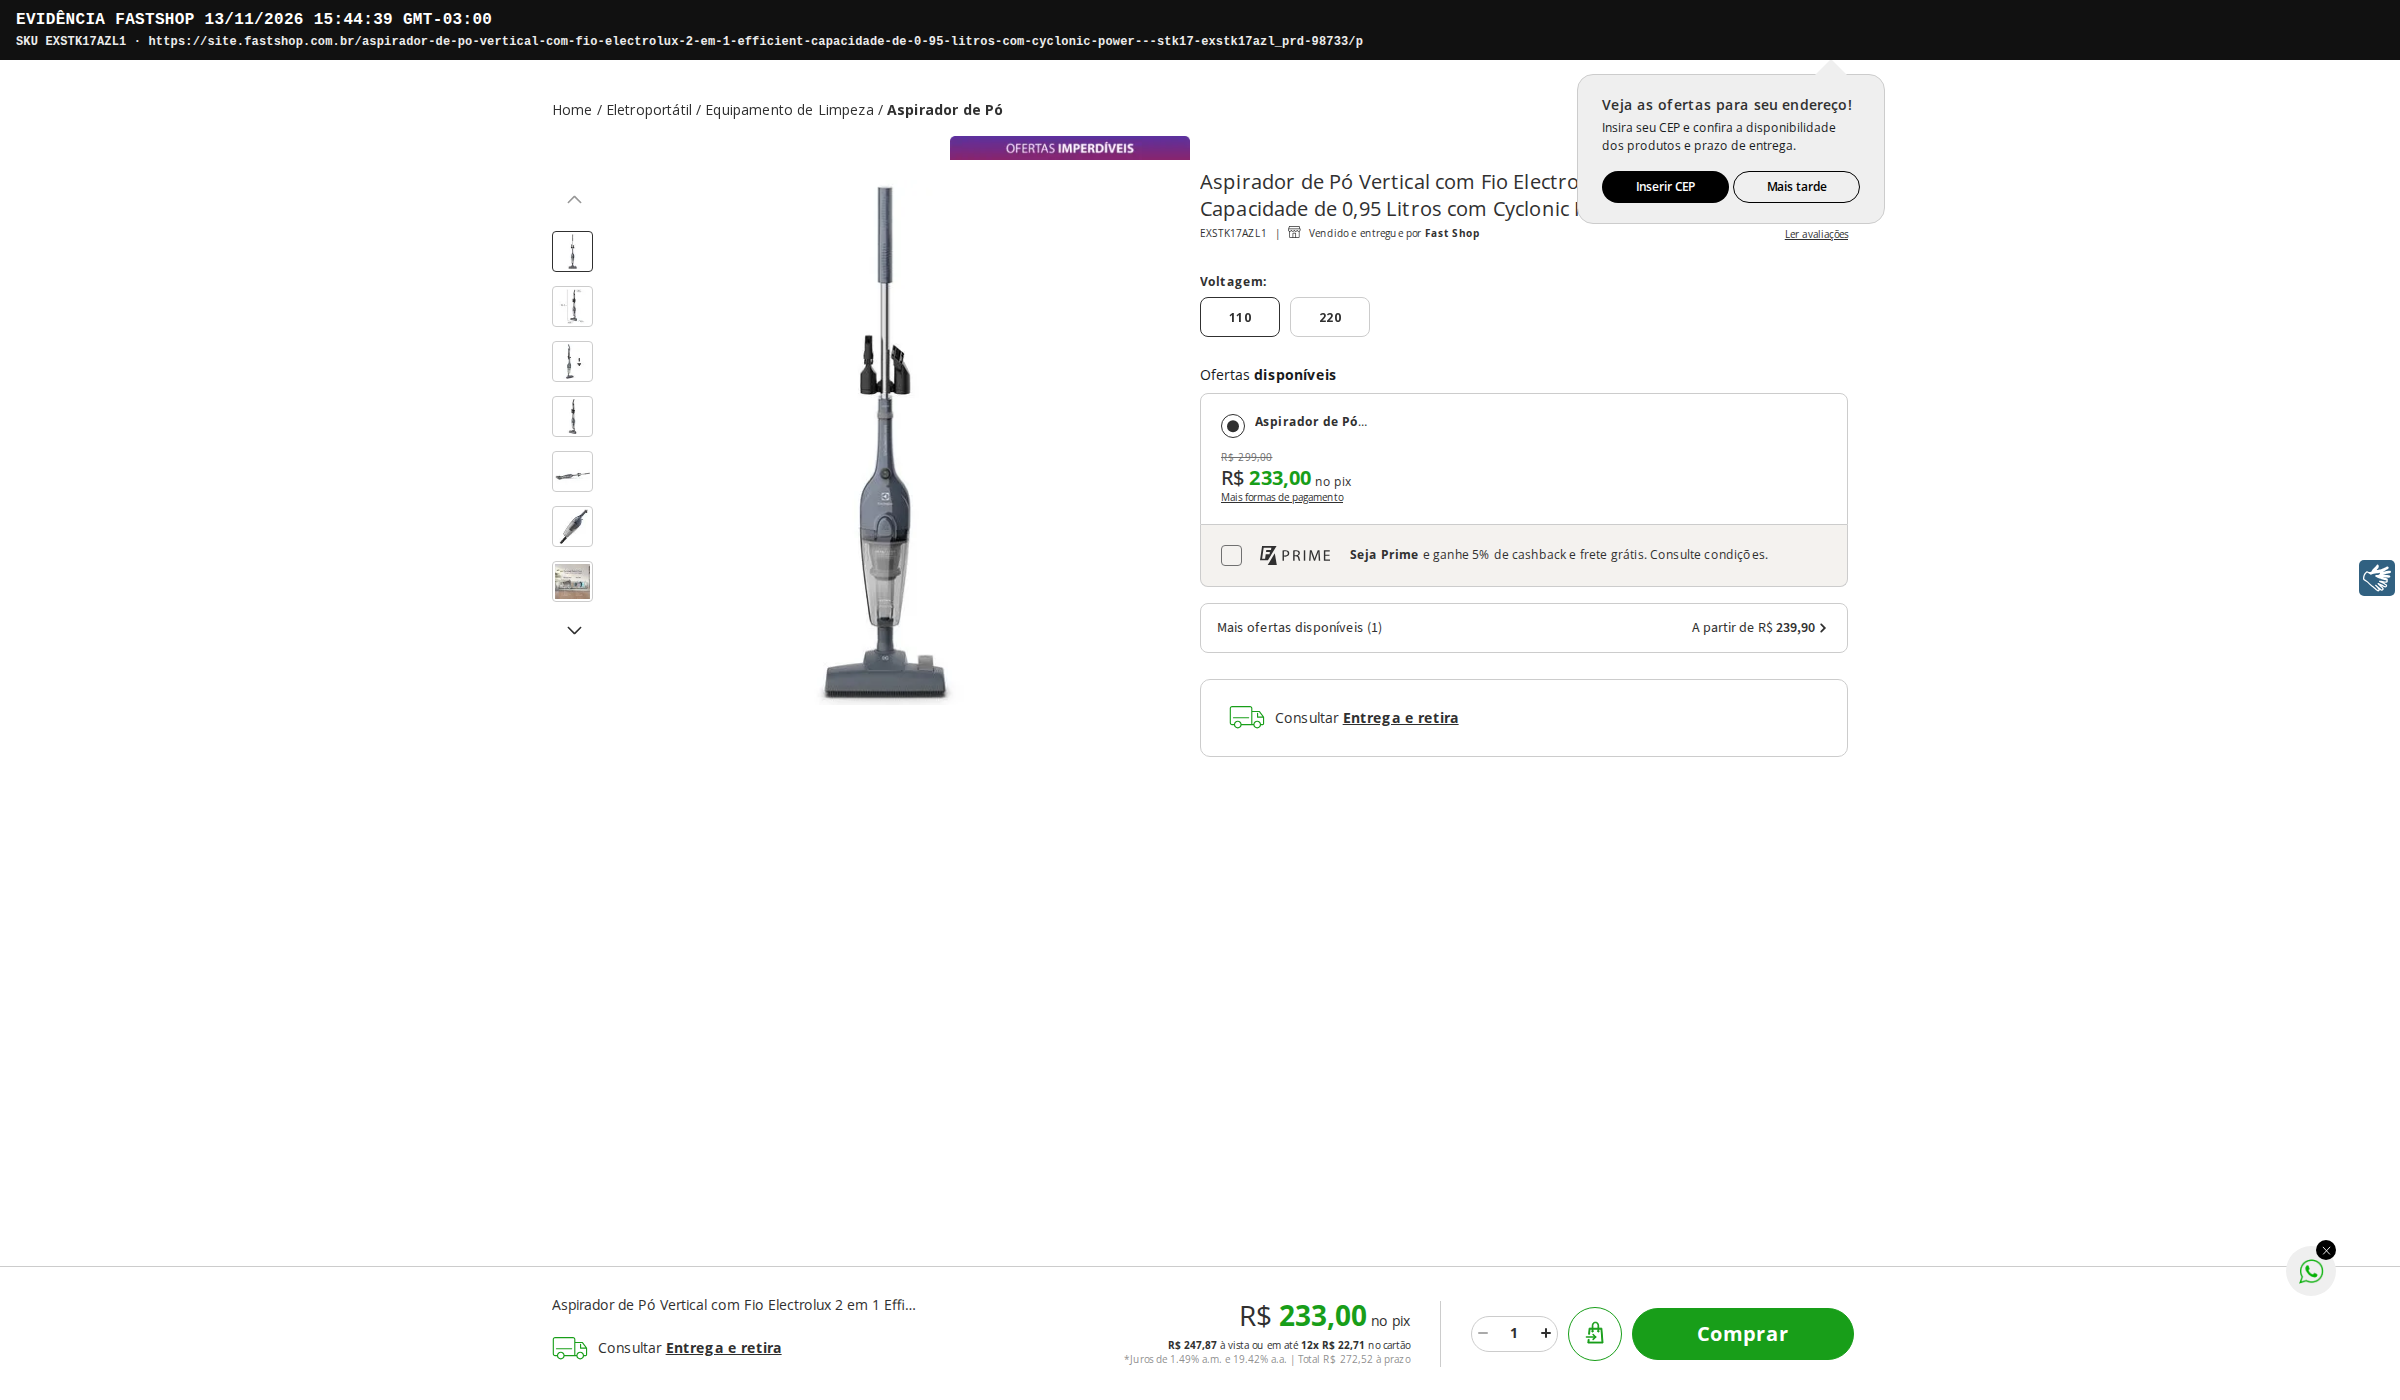 EVIDÊNCIA FASTSHOP 13/11/2026 15:44:39 GMT-03:00
SKU EXSTK17AZL1 · https://site.fastshop.com.br/aspirador-de-po-vertical-com-fio-electrolux-2-em-1-efficient-capacidade-de-0-95-litros-com-cyclonic-power---stk17-exstk17azl_prd-98733/p
Home / Eletroportátil / Equipamento de Limpeza / Aspirador de Pó
Veja as ofertas para seu endereço!
Insira seu CEP e confira a disponibilidade
dos produtos e prazo de entrega.
Inserir CEP
Mais tarde
OFERTAS IMPERDÍVEIS
Aspirador de Pó Vertical com Fio Electro
Capacidade de 0,95 Litros com Cyclonic
EXSTK17AZL1 | Vendido e entregue por Fast Shop
Ler avaliações
Voltagem:
110
220
Ofertas disponíveis
Aspirador de Pó...
R$ 299,00
R$ 233,00 no pix
Mais formas de pagamento
PRIME
Seja Prime e ganhe 5% de cashback e frete grátis. Consulte condições.
Mais ofertas disponíveis (1)
A partir de R$ 239,90
Consultar Entrega e retira
Aspirador de Pó Vertical com Fio Electrolux 2 em 1 Effi...
Consultar Entrega e retira
R$ 233,00 no pix
R$ 247,87 à vista ou em até 12x R$ 22,71 no cartão
*Juros de 1.49% a.m. e 19.42% a.a. | Total R$ 272,52 à prazo
1
Comprar